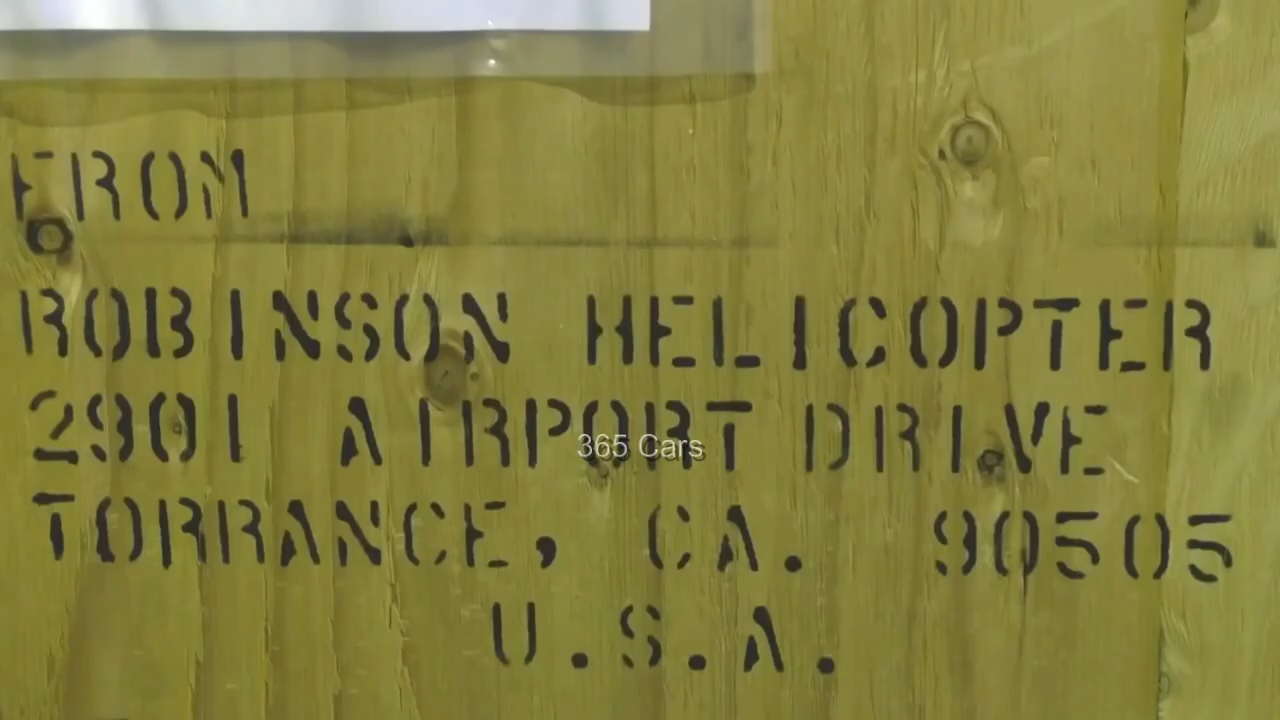 FROM
ROBINSON HELICOPTER
2901 AIRPORT DRIVE
365 Cars
TORRANCE, CA. 90505
U.S.A.